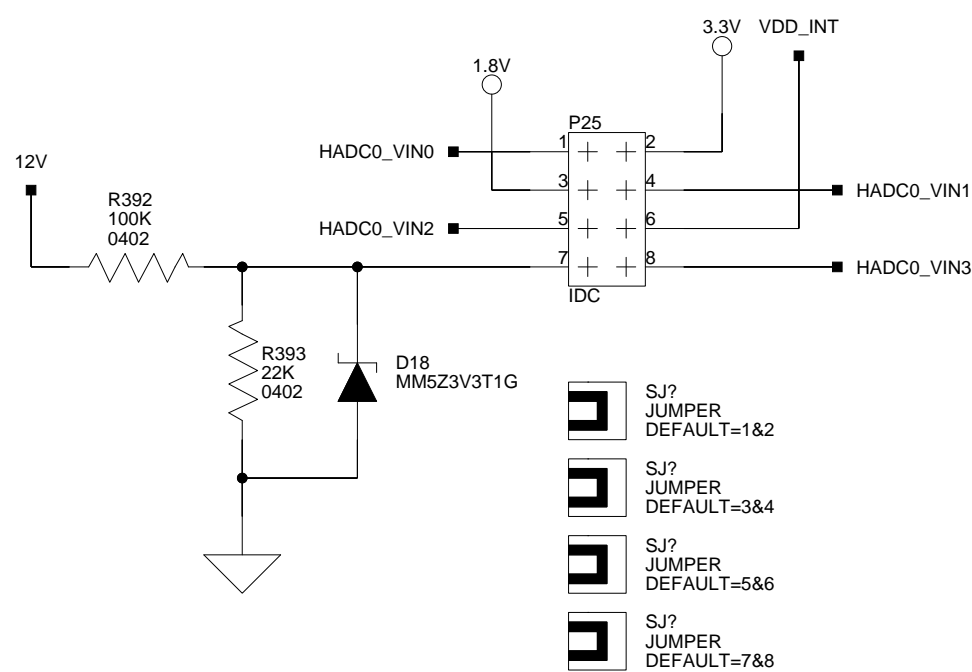 3.3V
VDD_INT
1.8V
P25
12V
HADC0_VIN0
1
2
R392
100K
0402
3
4
HADC0_VIN1
HADC0_VIN2
5
6
7
8
HADC0_VIN3
IDC
R393
22K
0402
D18
MM5Z3V3T1G
SJ?
JUMPER
DEFAULT=1&2
SJ?
JUMPER
DEFAULT=3&4
SJ?
JUMPER
DEFAULT=5&6
SJ?
JUMPER
DEFAULT=7&8